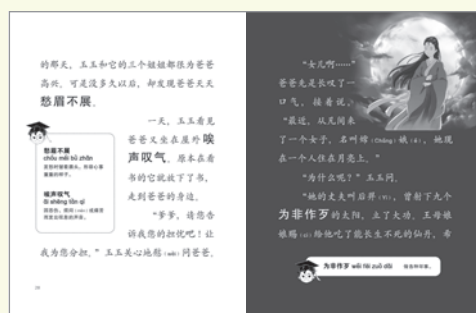 的那天，玉玉和它的三个姐姐都很为爸爸
高兴。可是没多久以后，却发现爸爸天天
愁眉不展。
一天，玉玉看见
爸爸又坐在屋外唉
声叹气。原本在看
书的它就放下了书，
走到爸爸的身边。
愁眉不展
chóu méi bù zhǎn
唉声叹气
āi shēng tàn qì
“爹爹，请您告
诉我您的担忧吧！让
我为您分担。”玉玉关心地慰（wèi）问爸爸。
“女儿啊……”
爸爸先是长叹了一
口气，接着说，
“最近，从凡间来
了一个女子，名叫嫦（Cháng）娥（é），她现
在一个人住在月亮上。”
“为什么呢？”玉玉问。
“她的丈夫叫后羿（Yì），曾射下九个
为非作歹的太阳，立了大功。王母娘
娘赐（cì）给他吃了能长生不死的仙丹，希
为非作歹 wéi fēi zuò dǎi